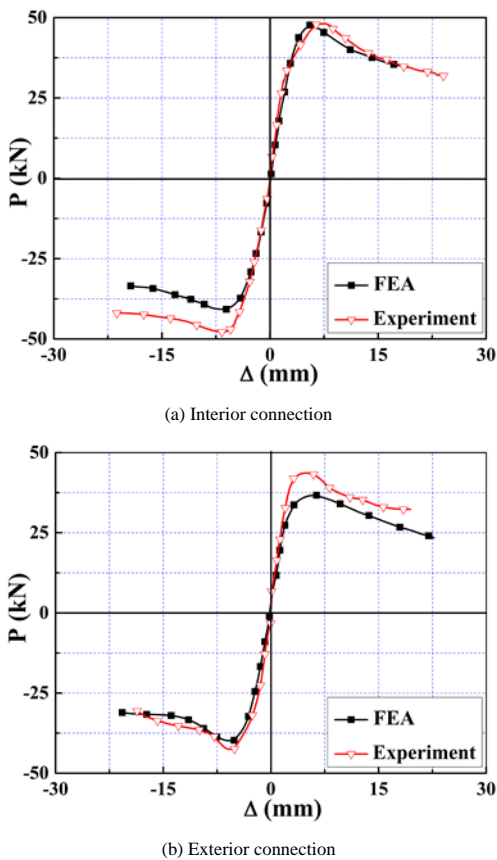 50
25
0
-25
-50
P (kN)
FEA
Experiment
-30 -15 0 15 30
Δ (mm)
(a) Interior connection
50
25
0
-25
-50
P (kN)
FEA
Experiment
-30 -15 0 15 30
Δ (mm)
(b) Exterior connection